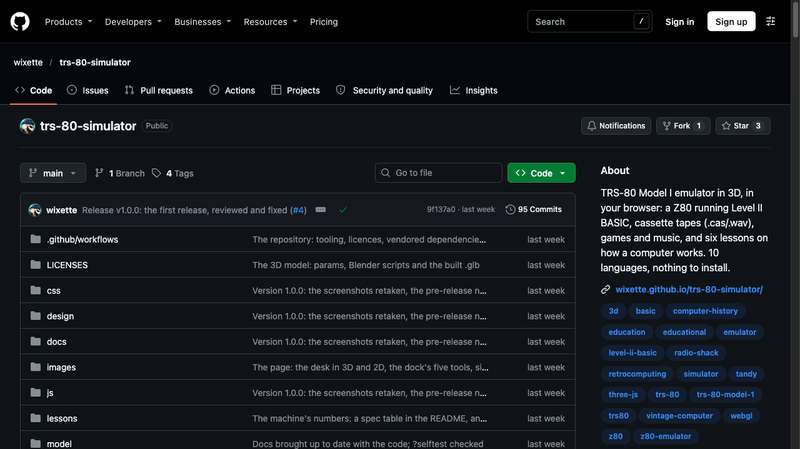 Products Developers Businesses Resources Pricing Search / Sign in Sign up
wixette / trs-80-simulator
Code Issues Pull requests Actions Projects Security and quality Insights
trs-80-simulator Public Notifications Fork 1 Star 3
main 1 Branch 4 Tags Go to file Code
wixette Release v1.0.0: the first release, reviewed and fixed (#4) 9f137a0 · last week 95 Commits
.github/workflows The repository: tooling, licences, vendored dependencie... last week
LICENSES The 3D model: params, Blender scripts and the built .glb last week
css Version 1.0.0: the screenshots retaken, the pre-release n... last week
design Version 1.0.0: the screenshots retaken, the pre-release n... last week
docs Version 1.0.0: the screenshots retaken, the pre-release n... last week
images The page: the desk in 3D and 2D, the dock's five tools, si... last week
js Version 1.0.0: the screenshots retaken, the pre-release n... last week
lessons The machine's numbers: a spec table in the README, an... last week
model Docs brought up to date with the code; ?selftest checked last week
About
TRS-80 Model I emulator in 3D, in
your browser: a Z80 running Level II
BASIC, cassette tapes (.cas/.wav),
games and music, and six lessons on
how a computer works. 10
languages, nothing to install.
wixette.github.io/trs-80-simulator/
3d basic computer-history
education educational emulator
level-ii-basic radio-shack
retrocomputing simulator tandy
three-js trs-80 trs-80-model-1
trs80 vintage-computer webgl
z80 z80-emulator